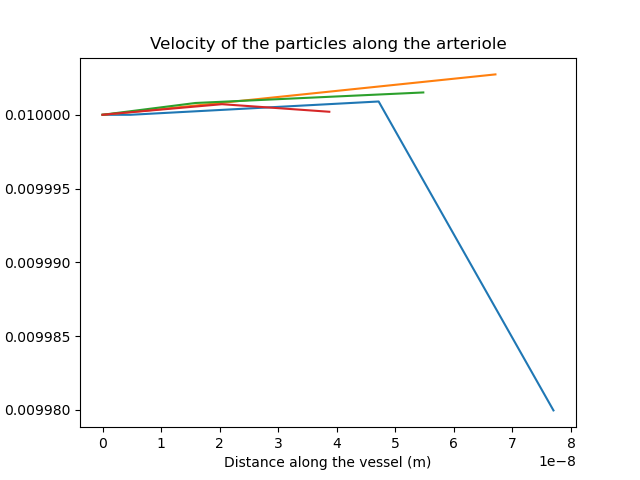 Velocity of the particles along the arteriole
0.010000
0.009995
0.009990
0.009985
0.009980
0 1 2 3 4 5 6 7 8
1e−8
Distance along the vessel (m)